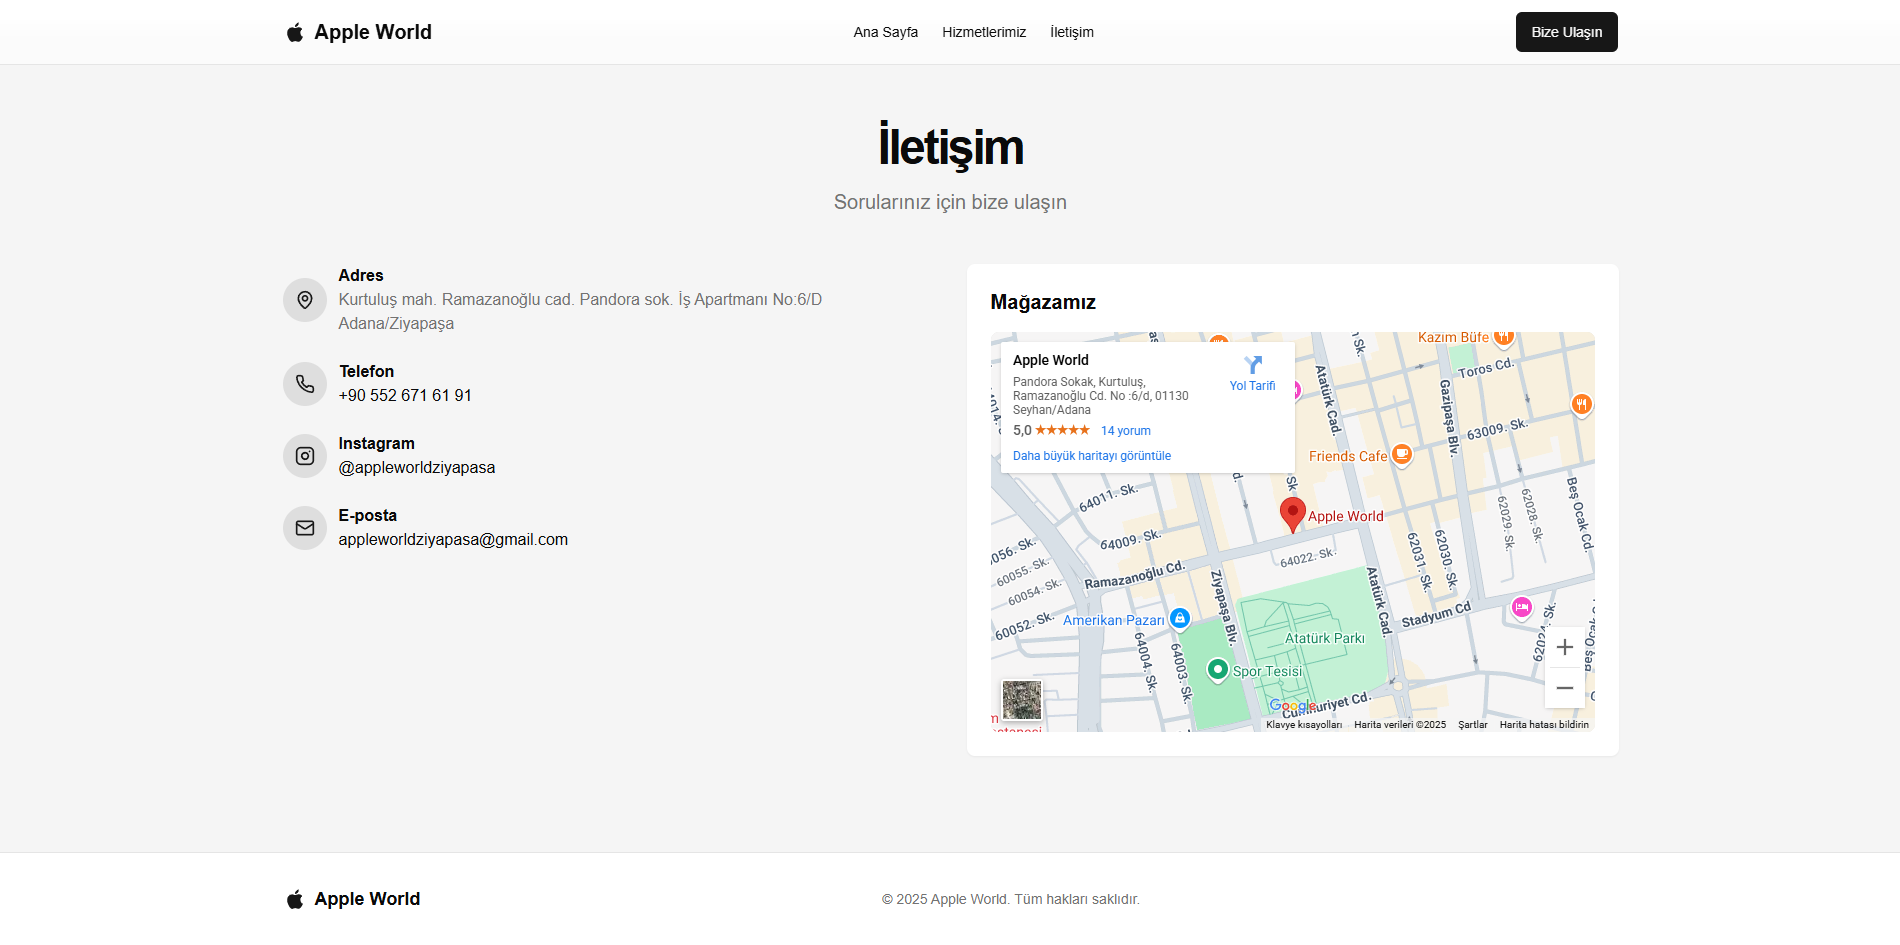 Apple World
Ana Sayfa
Hizmetlerimiz
İletişim
Bize Ulaşın
İletişim
Sorularınız için bize ulaşın
Adres
Kurtuluş mah. Ramazanoğlu cad. Pandora sok. İş Apartmanı No:6/D
Adana/Ziyapaşa
Telefon
+90 552 671 61 91
Instagram
@appleworldziyapasa
E-posta
appleworldziyapasa@gmail.com
Mağazamız
Apple World
Pandora Sokak, Kurtuluş,
Ramazanoğlu Cd. No :6/d, 01130
Seyhan/Adana
5,0
14 yorum
Daha büyük haritayı görüntüle
Yol Tarifi
Kazım Büfe
Toros Cd.
Atatürk Cad.
Gazipaşa Blv.
63009. Sk.
Friends Cafe
Sk.
64011. Sk.
Apple World
62029. Sk.
62028. Sk.
Beş Ocak Cd.
64009. Sk.
64022. Sk.
62031. Sk.
62030. Sk.
60055. Sk.
60054. Sk.
Ramazanoğlu Cd.
Ziyapaşa Blv.
Atatürk Cad.
Stadyum Cd
60052. Sk.
Amerikan Pazarı
Atatürk Parkı
62024. Sk.
64004. Sk.
64003. Sk.
Spor Tesisi
Cumhuriyet Cd.
Google
Klavye kısayolları
Harita verileri ©2025
Şartlar
Harita hatası bildirin
Apple World
© 2025 Apple World. Tüm hakları saklıdır.